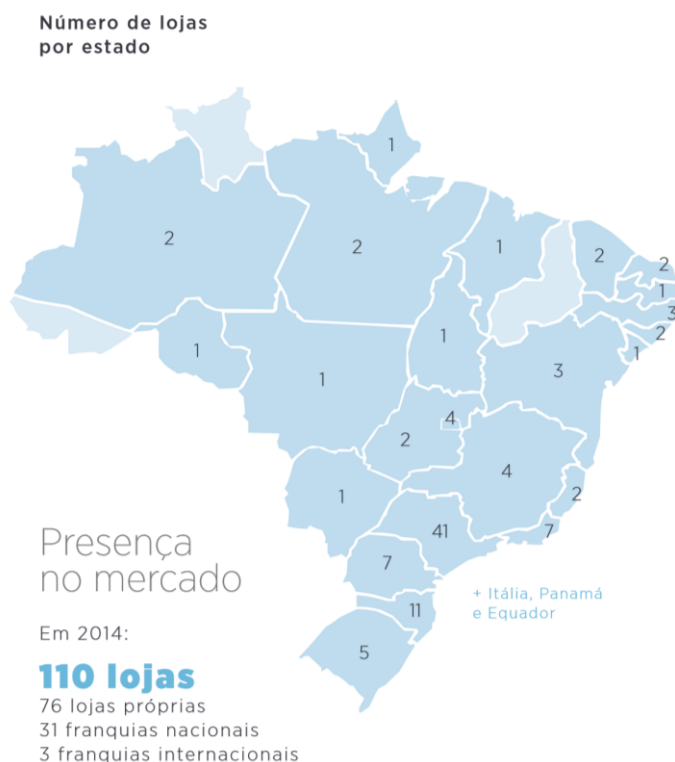 Número de lojas
por estado
1
2
2
1
2
2
1
3
2
1
1
1
1
3
4
2
4
1
2
41
7
7
11
5
Presença
no mercado
+ Itália, Panamá
e Equador
Em 2014:
110 lojas
76 lojas próprias
31 franquias nacionais
3 franquias internacionais